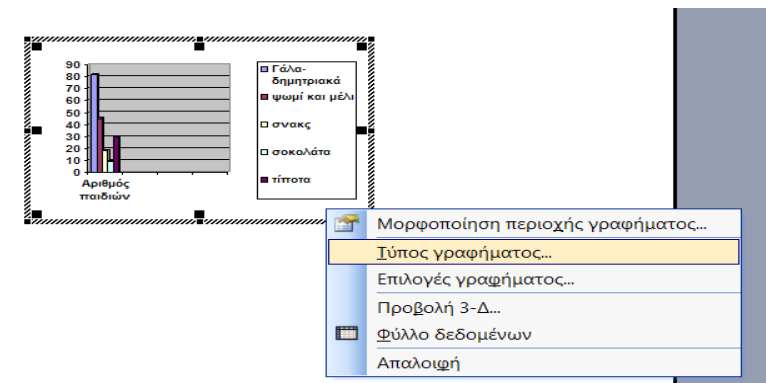 90
80
70
60
50
40
30
20
10
0
Αριθμός
παιδιών
Γάλα-
δημητριακά
ψωμί και μέλι
σνακς
σοκολάτα
τίποτα
Μορφοποίηση περιοχής γραφήματος...
Τύπος γραφήματος...
Επιλογές γραφήματος...
Προβολή 3-Δ...
Φύλλο δεδομένων
Απαλοιφή